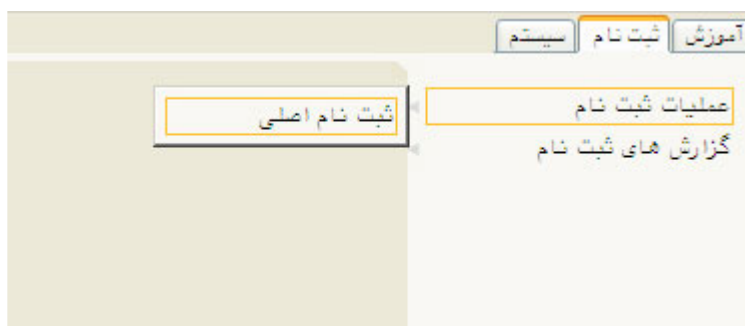 آموزش ثبت نام سیستم
عملیات ثبت نام
ثبت نام اصلی
گزارش های ثبت نام